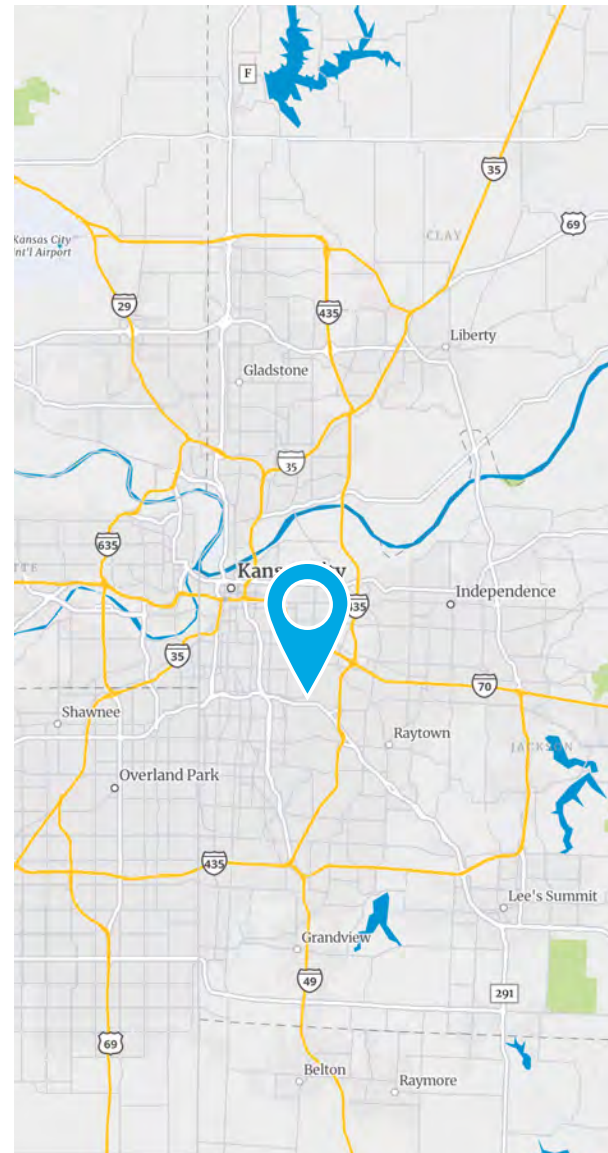 F
35
CLAY
69
Kansas City
Int'l Airport
29
435
Liberty
Gladstone
35
635
Kansas City
Independence
435
35
70
Shawnee
Raytown
JACKSON
Overland Park
435
Lee's Summit
Grandview
49
291
69
Belton
Raymore